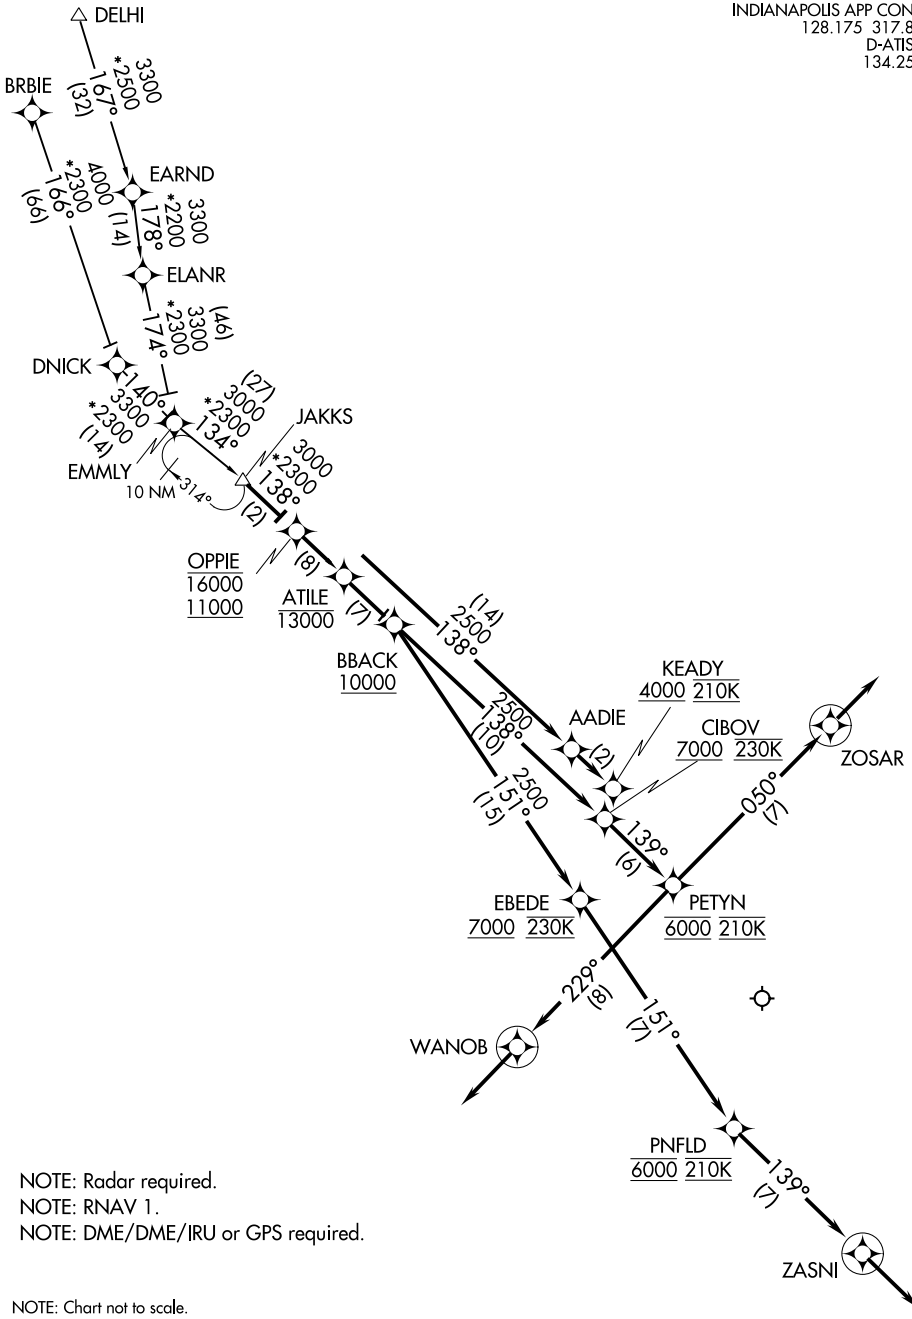 INDIANAPOLIS APP CON
128.175 317.8
D-ATIS
134.25
DELHI
3300
*2500
167°
(32)
BRBIE
4000
*2300
166°
(66)
EARND
3300
*2200
178°
(14)
ELANR
(46)
3300
*2300
174°
DNICK
140°
3300
*2300
(14)
EMMLY
(27)
3000
*2300
134°
JAKKS
10 NM
314°
3000
*2300
138°
(2)
OPPIE
16000
11000
(8)
ATILE
13000
(7)
BBACK
10000
(14)
2500
138°
AADIE
(2)
KEADY
4000 210K
CIBOV
7000 230K
2500
138°
(10)
2500
151°
(15)
139°
(6)
ZOSAR
050°
(7)
EBEDE
7000 230K
PETYN
6000 210K
229°
(8)
WANOB
151°
(7)
PNFLD
6000 210K
139°
(7)
ZASNI
NOTE: Radar required.
NOTE: RNAV 1.
NOTE: DME/DME/IRU or GPS required.
NOTE: Chart not to scale.